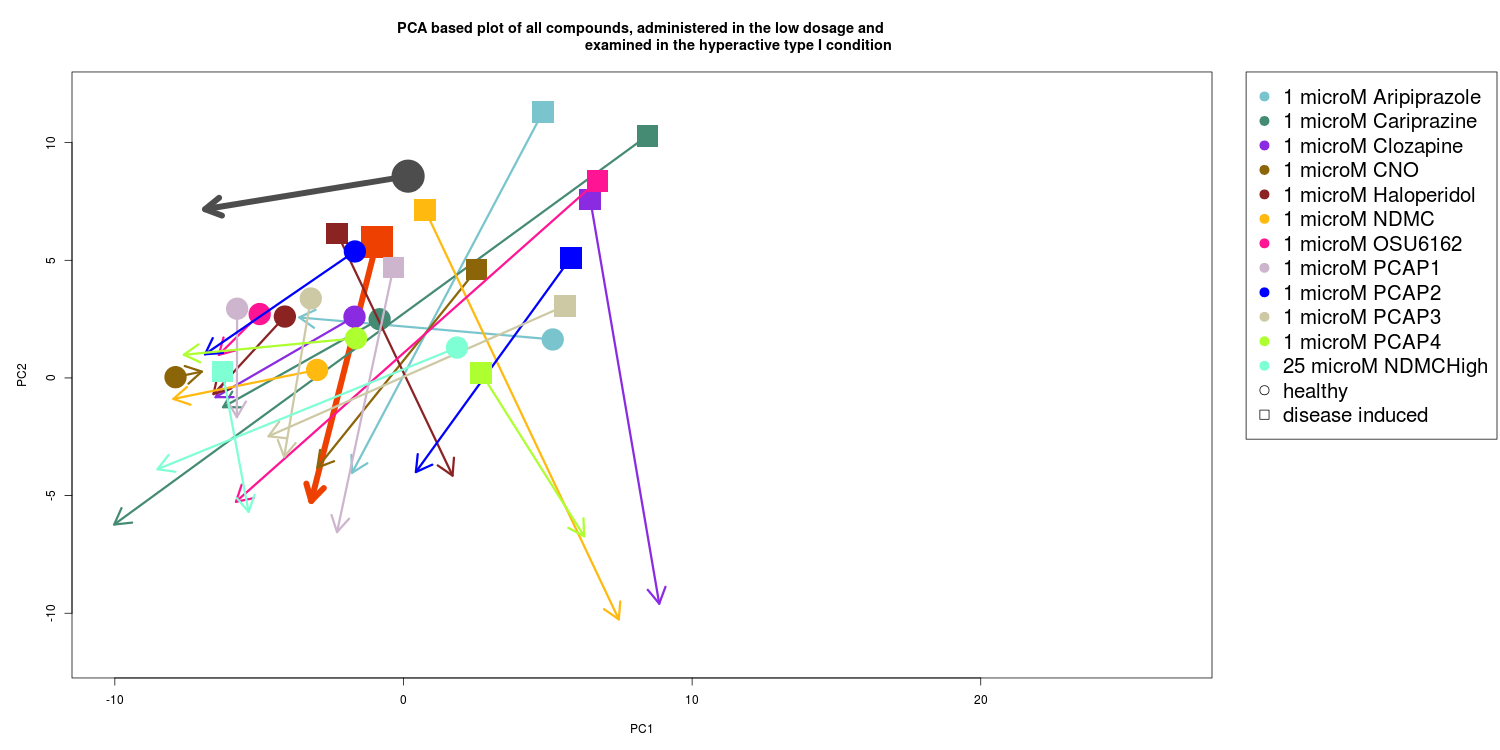 PCA based plot of all compounds, administered in the low dosage and
examined in the hyperactive type I condition
10
5
0
-5
-10
PC2
-10
0
10
20
PC1
1 microM Aripiprazole
1 microM Cariprazine
1 microM Clozapine
1 microM CNO
1 microM Haloperidol
1 microM NDMC
1 microM OSU6162
1 microM PCAP1
1 microM PCAP2
1 microM PCAP3
1 microM PCAP4
25 microM NDMCHigh
healthy
disease induced